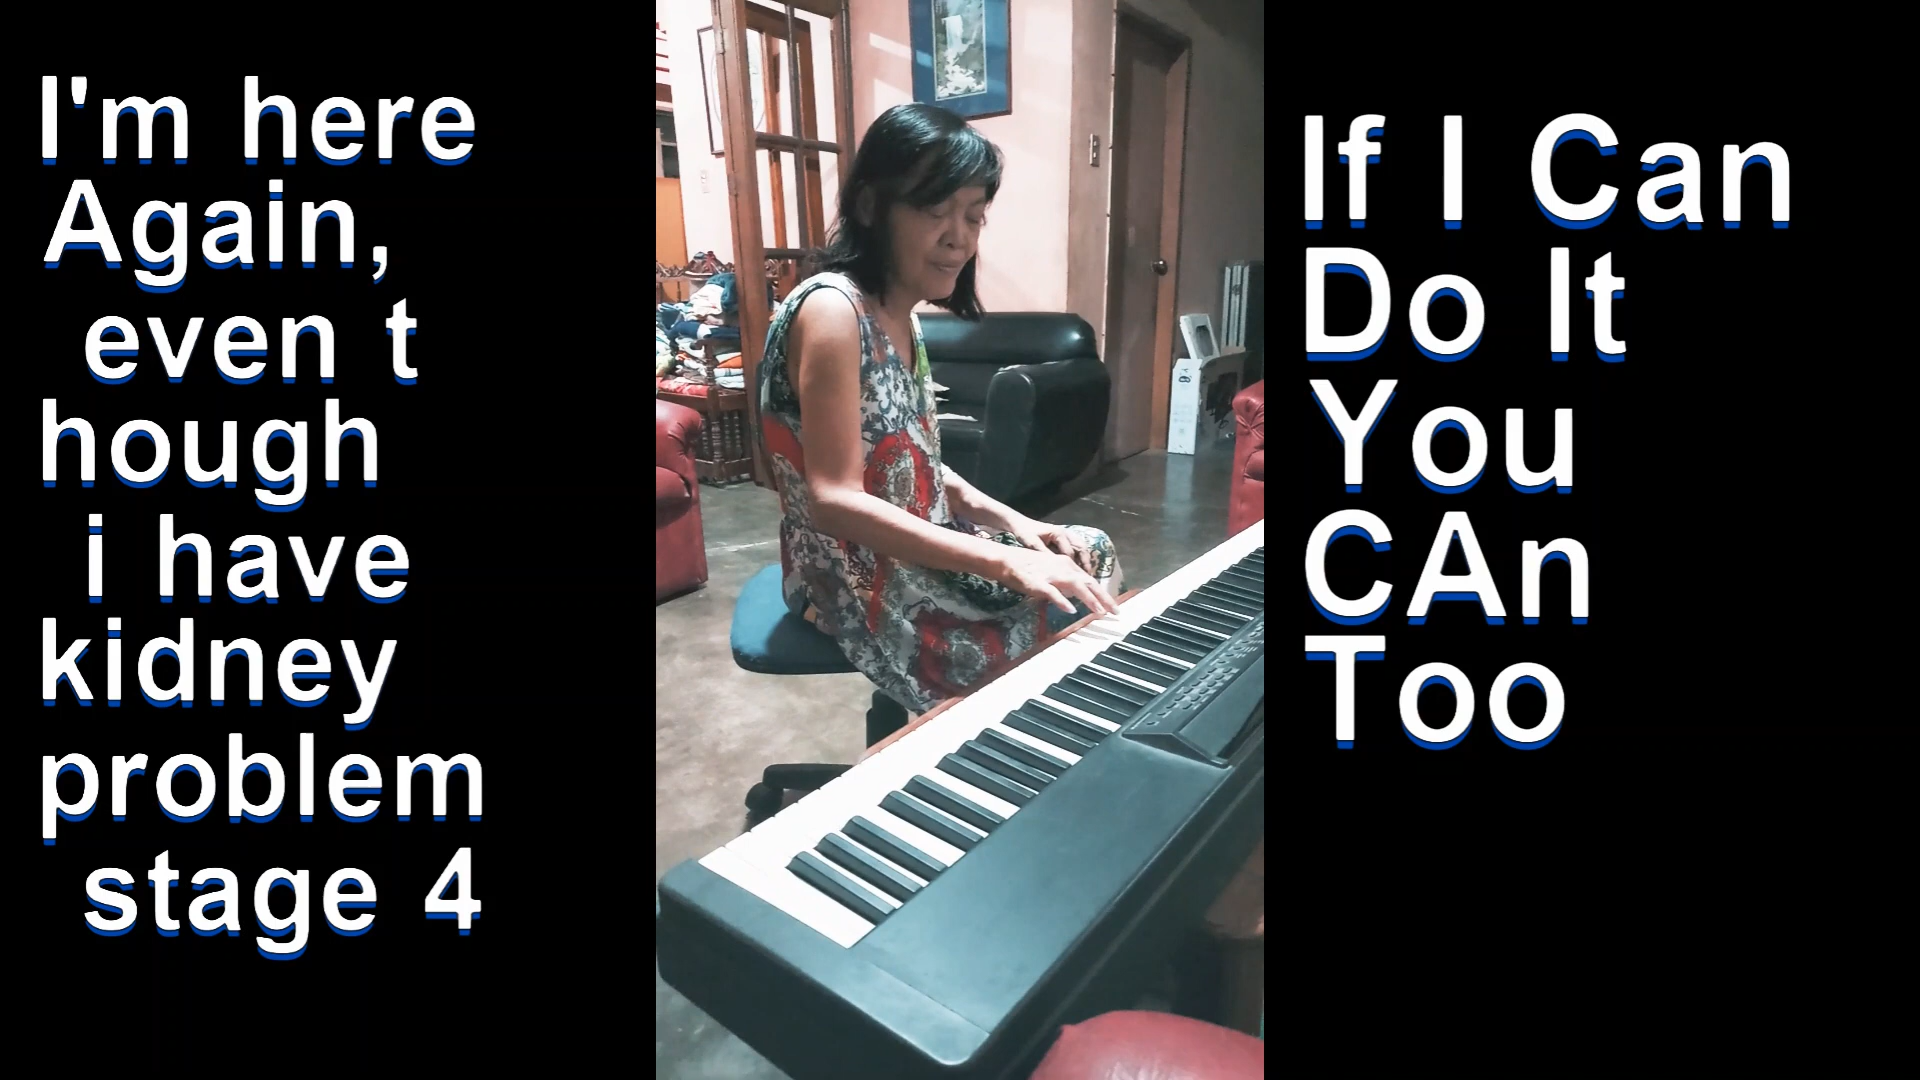 I'm here
Again,
even t
hough
i have
kidney
problem
stage 4
If I Can
Do It
You
CAn
Too